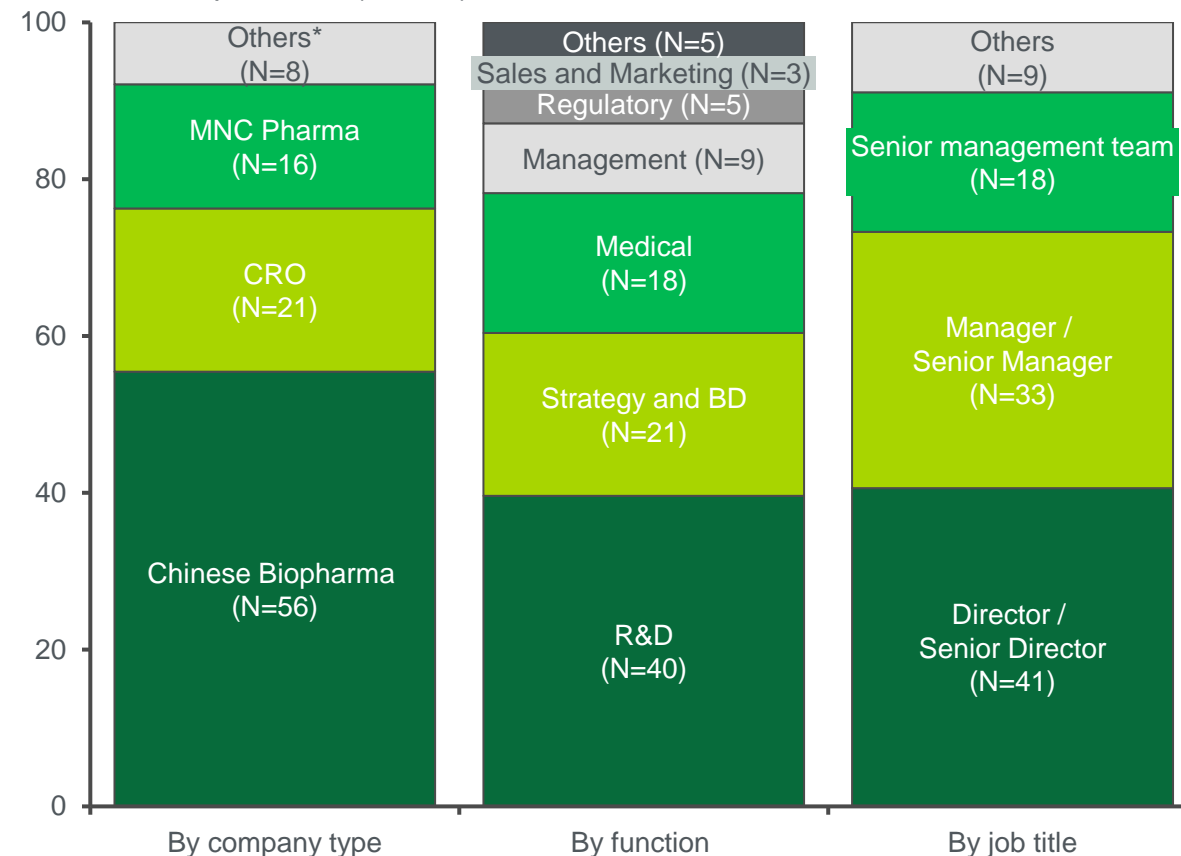 100
80
60
40
20
0
Others*
(N=8)
MNC Pharma
(N=16)
CRO
(N=21)
Chinese Biopharma
(N=56)
Others (N=5)
Sales and Marketing (N=3)
Regulatory (N=5)
Management (N=9)
Medical
(N=18)
Strategy and BD
(N=21)
R&D
(N=40)
Others
(N=9)
Senior management team
(N=18)
Manager /
Senior Manager
(N=33)
Director /
Senior Director
(N=41)
By company type
By function
By job title